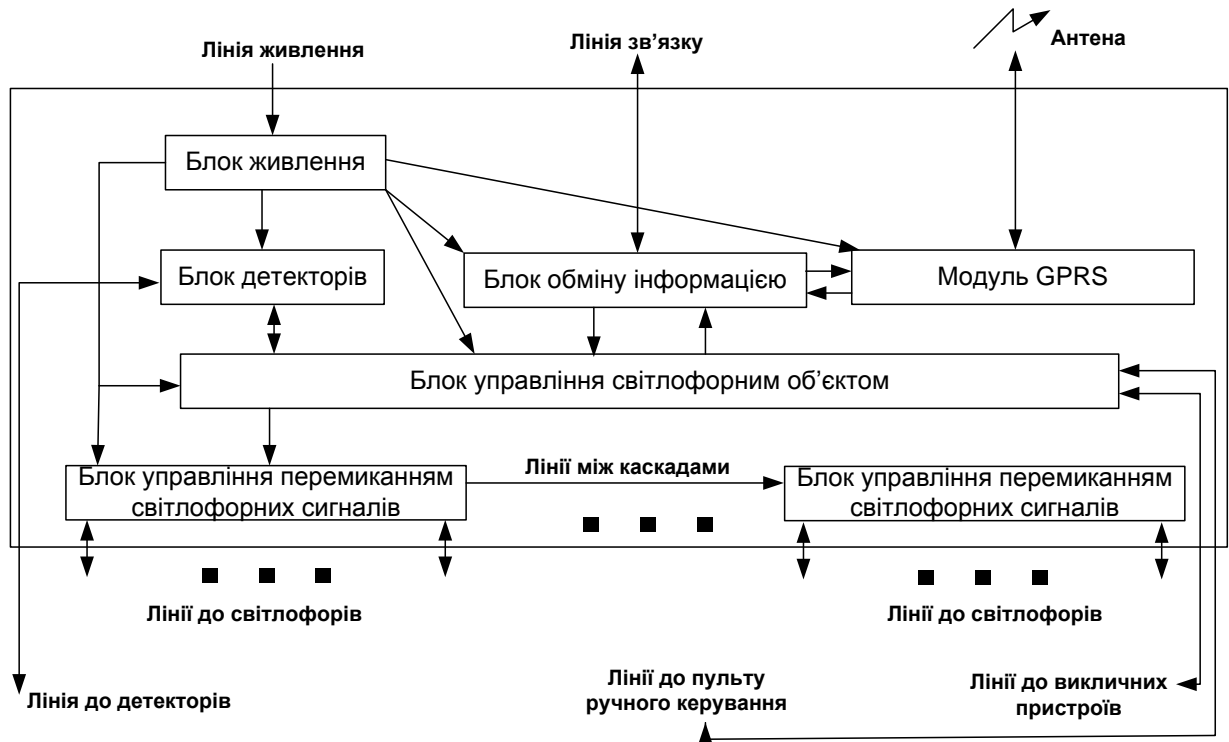 Лінія живлення
Лінія зв’язку
Антена
Блок живлення
Блок детекторів
Блок обміну інформацією
Модуль GPRS
Блок управління світлофорним об’єктом
Блок управління перемиканням
світлофорних сигналів
Лінії між каскадами
Блок управління перемиканням
світлофорних сигналів
Лінії до світлофорів
Лінії до світлофорів
Лінія до детекторів
Лінії до пульту
ручного керування
Лінії до викличних
пристроїв